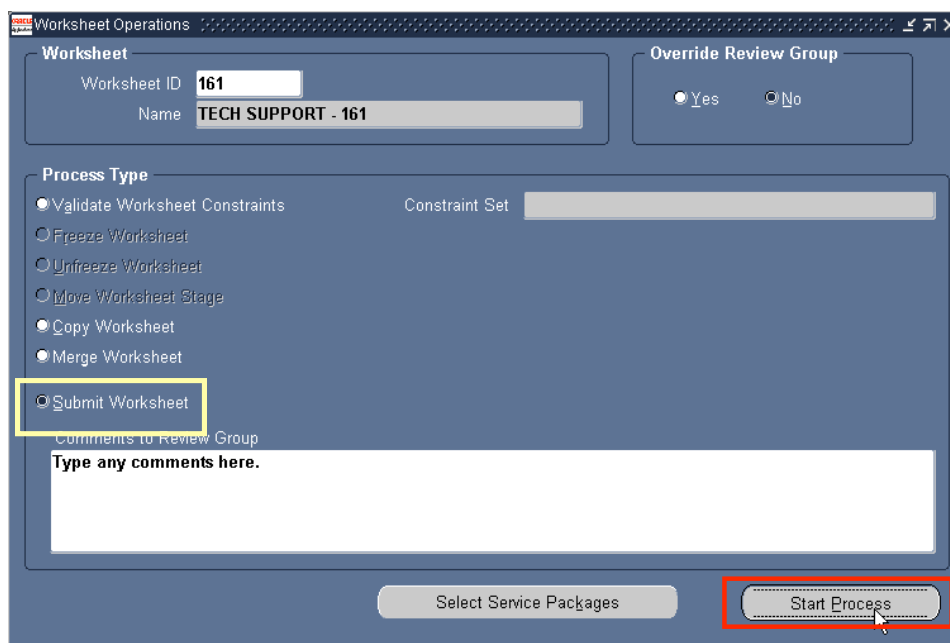 ORACLE
Worksheet Operations
Worksheet
Worksheet ID 161
Name TECH SUPPORT - 161
Override Review Group
Yes No
Process Type
Validate Worksheet Constraints Constraint Set
Freeze Worksheet
Unfreeze Worksheet
Move Worksheet Stage
Copy Worksheet
Merge Worksheet
Submit Worksheet
Comments to Review Group
Type any comments here.
Select Service Packages Start Process